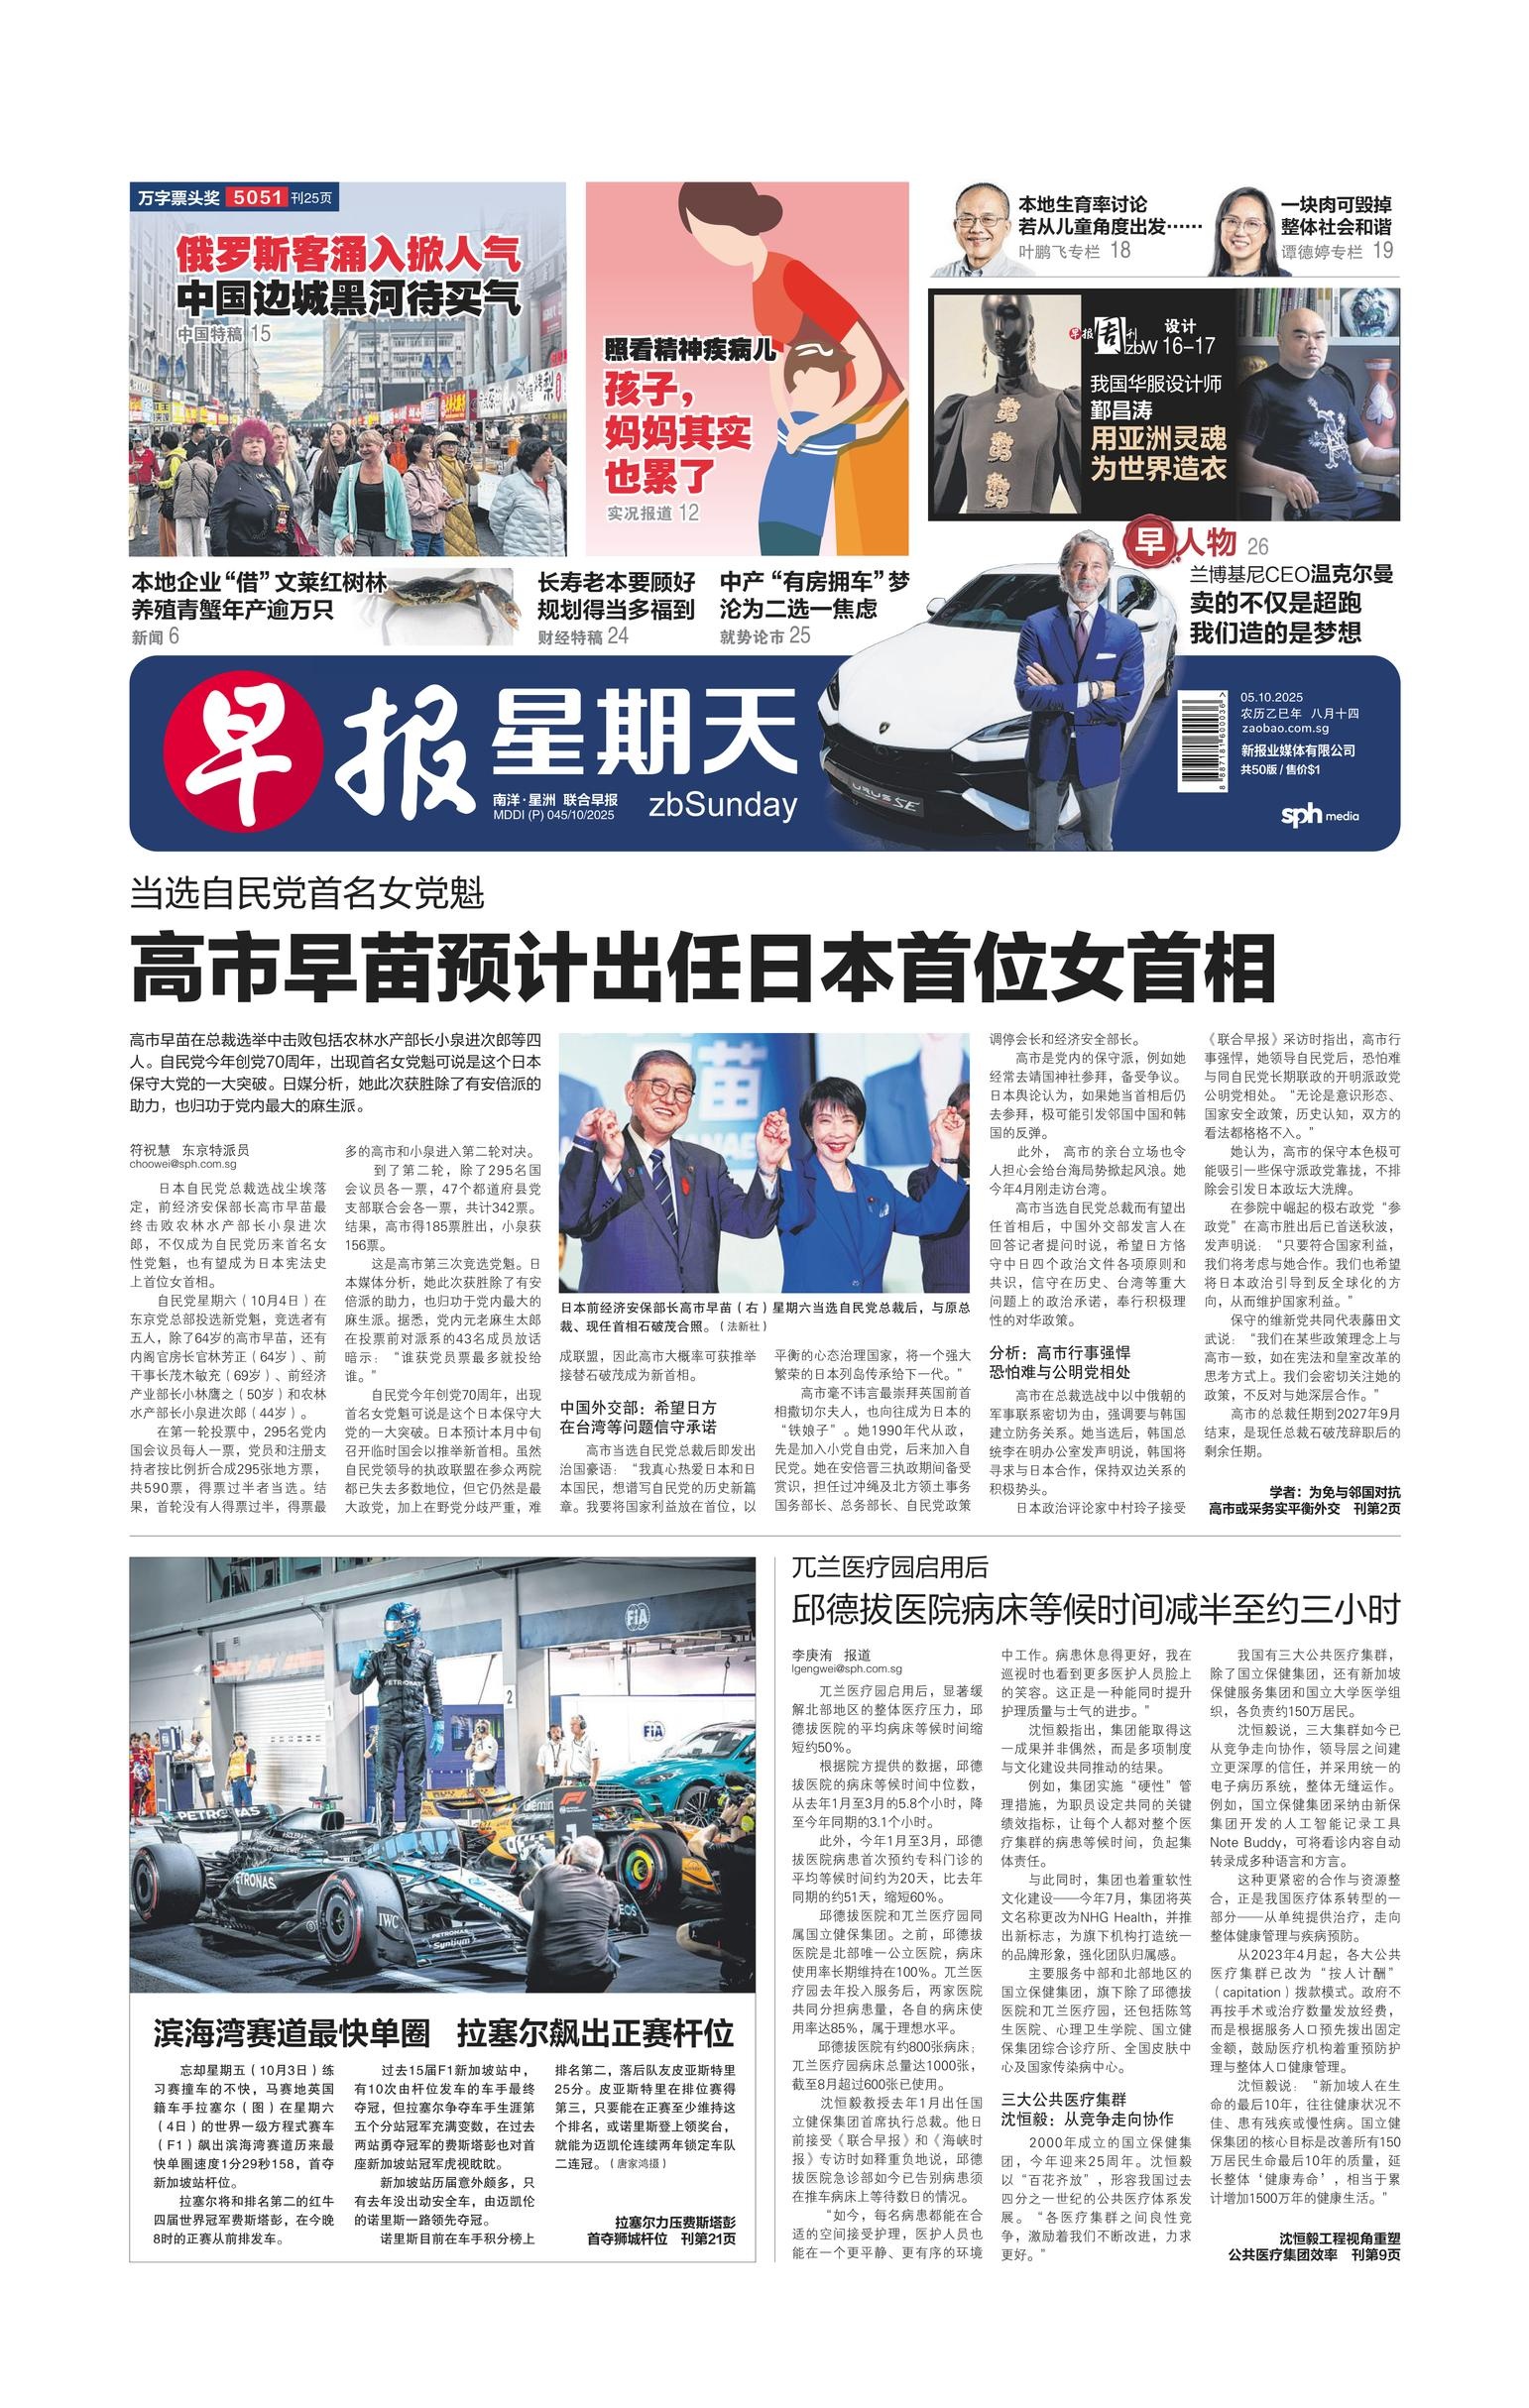 万字票头奖 5051 刊25页
俄罗斯客涌入掀人气
中国边城黑河待买气
中国特稿 15
照看精神疾病儿
孩子，
妈妈其实
也累了
实况报道 12
本地生育率讨论
若从儿童角度出发……
叶鹏飞专栏 18
一块肉可毁掉
整体社会和谐
谭德婷专栏 19
早报周刊 设计
zbW 16-17
我国华服设计师
鄞昌涛
用亚洲灵魂
为世界造衣
早人物 26
兰博基尼CEO温克尔曼
卖的不仅是超跑
我们造的是梦想
本地企业“借”文莱红树林
养殖青蟹年产逾万只
新闻 6
长寿老本要顾好
规划得当多福到
财经特稿 24
中产“有房拥车”梦
沦为二选一焦虑
就势论市 25
早报 星期天
南洋·星洲 联合早报
MDDI (P) 045/10/2025
zbSunday
URUS SE
05.10.2025
农历乙巳年 八月十四
zaobao.com.sg
新报业媒体有限公司
共50版 / 售价$1
sph media
当选自民党首名女党魁
高市早苗预计出任日本首位女首相
高市早苗在总裁选举中击败包括农林水产部长小泉进次郎等四
人。自民党今年创党70周年，出现首名女党魁可说是这个日本
保守大党的一大突破。日媒分析，她此次获胜除了有安倍派的
助力，也归功于党内最大的麻生派。
符祝慧 东京特派员
choowei@sph.com.sg
日本自民党总裁选战尘埃落
定，前经济安保部长高市早苗最
终击败农林水产部长小泉进次
郎，不仅成为自民党历来首名女
性党魁，也有望成为日本宪法史
上首位女首相。
自民党星期六（10月4日）在
东京党总部投选新党魁，竞选者有
五人，除了64岁的高市早苗，还有
内阁官房长官林芳正（64岁）、前
干事长茂木敏充（69岁）、前经济
产业部长小林鹰之（50岁）和农林
水产部长小泉进次郎（44岁）。
在第一轮投票中，295名党内
国会议员每人一票，党员和注册支
持者按比例折合成295张地方票，
共590票，得票过半者当选。结
果，首轮没有人得票过半，得票最
多的高市和小泉进入第二轮对决。
到了第二轮，除了295名国
会议员各一票，47个都道府县党
支部联合会各一票，共计342票。
结果，高市得185票胜出，小泉获
156票。
这是高市第三次竞选党魁。日
本媒体分析，她此次获胜除了有安
倍派的助力，也归功于党内最大的
麻生派。据悉，党内元老麻生太郎
在投票前对派系的43名成员放话
暗示：“谁获党员票最多就投给
谁。”
自民党今年创党70周年，出现
首名女党魁可说是这个日本保守大
党的一大突破。日本预计本月中旬
召开临时国会以推举新首相。虽然
自民党领导的执政联盟在参众两院
都已失去多数地位，但它仍然是最
大政党，加上在野党分歧严重，难
日本前经济安保部长高市早苗（右）星期六当选自民党总裁后，与原总
裁、现任首相石破茂合照。（法新社）
成联盟，因此高市大概率可获推举
接替石破茂成为新首相。
中国外交部：希望日方
在台湾等问题信守承诺
高市当选自民党总裁后即发出
治国豪语：“我真心热爱日本和日
本国民，想谱写自民党的历史新篇
章。我要将国家利益放在首位，以
平衡的心态治理国家，将一个强大
繁荣的日本列岛传承给下一代。”
高市毫不讳言最崇拜英国前首
相撒切尔夫人，也向往成为日本的
“铁娘子”。她1990年代从政，
先是加入小党自由党，后来加入自
民党。她在安倍晋三执政期间备受
赏识，担任过冲绳及北方领土事务
国务部长、总务部长、自民党政策
调停会长和经济安全部长。
高市是党内的保守派，例如她
经常去靖国神社参拜，备受争议。
日本舆论认为，如果她当首相后仍
去参拜，极可能引发邻国中国和韩
国的反弹。
此外，高市的亲台立场也令
人担心会给台海局势掀起风浪。她
今年4月刚走访台湾。
高市当选自民党总裁而有望出
任首相后，中国外交部发言人在
回答记者提问时说，希望日方恪
守中日四个政治文件各项原则和
共识，信守在历史、台湾等重大
问题上的政治承诺，奉行积极理
性的对华政策。
分析：高市行事强悍
恐怕难与公明党相处
高市在总裁选战中以中俄朝的
军事联系密切为由，强调要与韩国
建立防务关系。她当选后，韩国总
统李在明办公室发声明说，韩国将
寻求与日本合作，保持双边关系的
积极势头。
日本政治评论家中村玲子接受
《联合早报》采访时指出，高市行
事强悍，她领导自民党后，恐怕难
与同自民党长期联政的开明派政党
公明党相处。“无论是意识形态、
国家安全政策，历史认知，双方的
看法都格格不入。”
她认为，高市的保守本色极可
能吸引一些保守派政党靠拢，不排
除会引发日本政坛大洗牌。
在参院中崛起的极右政党“参
政党”在高市胜出后已首送秋波，
发声明说：“只要符合国家利益，
我们将考虑与她合作。我们也希望
将日本政治引导到反全球化的方
向，从而维护国家利益。”
保守的维新党共同代表藤田文
武说：“我们在某些政策理念上与
高市一致，如在宪法和皇室改革的
思考方式上。我们会密切关注她的
政策，不反对与她深层合作。”
高市的总裁任期到2027年9月
结束，是现任总裁石破茂辞职后的
剩余任期。
学者：为免与邻国对抗
高市或采务实平衡外交 刊第2页
滨海湾赛道最快单圈 拉塞尔飙出正赛杆位
忘却星期五（10月3日）练
习赛撞车的不快，马赛地英国
籍车手拉塞尔（图）在星期六
（4日）的世界一级方程式赛车
（F1）飙出滨海湾赛道历来最
快单圈速度1分29秒158，首夺
新加坡站杆位。
拉塞尔将和排名第二的红牛
四届世界冠军费斯塔彭，在今晚
8时的正赛从前排发车。
过去15届F1新加坡站中，
有10次由杆位发车的车手最终
夺冠，但拉塞尔争夺车手生涯第
五个分站冠军充满变数，在过去
两站勇夺冠军的费斯塔彭也对首
座新加坡站冠军虎视眈眈。
新加坡站历届意外颇多，只
有去年没出动安全车，由迈凯伦
的诺里斯一路领先夺冠。
诺里斯目前在车手积分榜上
排名第二，落后队友皮亚斯特里
25分。皮亚斯特里在排位赛得
第三，只要能在正赛至少维持这
个排名，或诺里斯登上领奖台，
就能为迈凯伦连续两年锁定车队
二连冠。（唐家鸿摄）
拉塞尔力压费斯塔彭
首夺狮城杆位 刊第21页
兀兰医疗园启用后
邱德拔医院病床等候时间减半至约三小时
李庚洧 报道
lgengwei@sph.com.sg
兀兰医疗园启用后，显著缓
解北部地区的整体医疗压力，邱
德拔医院的平均病床等候时间缩
短约50%。
根据院方提供的数据，邱德
拔医院的病床等候时间中位数，
从去年1月至3月的5.8个小时，降
至今年同期的3.1个小时。
此外，今年1月至3月，邱德
拔医院病患首次预约专科门诊的
平均等候时间约为20天，比去年
同期的约51天，缩短60%。
邱德拔医院和兀兰医疗园同
属国立健保集团。之前，邱德拔
医院是北部唯一公立医院，病床
使用率长期维持在100%。兀兰医
疗园去年投入服务后，两家医院
共同分担病患量，各自的病床使
用率达85%，属于理想水平。
邱德拔医院有约800张病床；
兀兰医疗园病床总量达1000张，
截至8月超过600张已使用。
沈恒毅教授去年1月出任国
立健保集团首席执行总裁。他日
前接受《联合早报》和《海峡时
报》专访时如释重负地说，邱德
拔医院急诊部如今已告别病患须
在推车病床上等待数日的情况。
“如今，每名病患都能在合
适的空间接受护理，医护人员也
能在一个更平静、更有序的环境
中工作。病患休息得更好，我在
巡视时也看到更多医护人员脸上
的笑容。这正是一种能同时提升
护理质量与士气的进步。”
沈恒毅指出，集团能取得这
一成果并非偶然，而是多项制度
与文化建设共同推动的结果。
例如，集团实施“硬性”管
理措施，为职员设定共同的关键
绩效指标，让每个人都对整个医
疗集群的病患等候时间，负起集
体责任。
与此同时，集团也着重软性
文化建设——今年7月，集团将英
文名称更改为NHG Health，并推
出新标志，为旗下机构打造统一
的品牌形象，强化团队归属感。
主要服务中部和北部地区的
国立保健集团，旗下除了邱德拔
医院和兀兰医疗园，还包括陈笃
生医院、心理卫生学院、国立健
保集团综合诊疗所、全国皮肤中
心及国家传染病中心。
三大公共医疗集群
沈恒毅：从竞争走向协作
2000年成立的国立保健集
团，今年迎来25周年。沈恒毅
以“百花齐放”，形容我国过去
四分之一世纪的公共医疗体系发
展。“各医疗集群之间良性竞
争，激励着我们不断改进，力求
更好。”
我国有三大公共医疗集群，
除了国立保健集团，还有新加坡
保健服务集团和国立大学医学组
织，各负责约150万居民。
沈恒毅说，三大集群如今已
从竞争走向协作，领导层之间建
立更深厚的信任，并采用统一的
电子病历系统，整体无缝运作。
例如，国立保健集团采纳由新保
集团开发的人工智能记录工具
Note Buddy，可将看诊内容自动
转录成多种语言和方言。
这种更紧密的合作与资源整
合，正是我国医疗体系转型的一
部分——从单纯提供治疗，走向
整体健康管理与疾病预防。
从2023年4月起，各大公共
医疗集群已改为“按人计酬”
（capitation）拨款模式。政府不
再按手术或治疗数量发放经费，
而是根据服务人口预先拨出固定
金额，鼓励医疗机构着重预防护
理与整体人口健康管理。
沈恒毅说：“新加坡人在生
命的最后10年，往往健康状况不
佳、患有残疾或慢性病。国立健
保集团的核心目标是改善所有150
万居民生命最后10年的质量，延
长整体‘健康寿命’，相当于累
计增加1500万年的健康生活。”
沈恒毅工程视角重塑
公共医疗集团效率 刊第9页